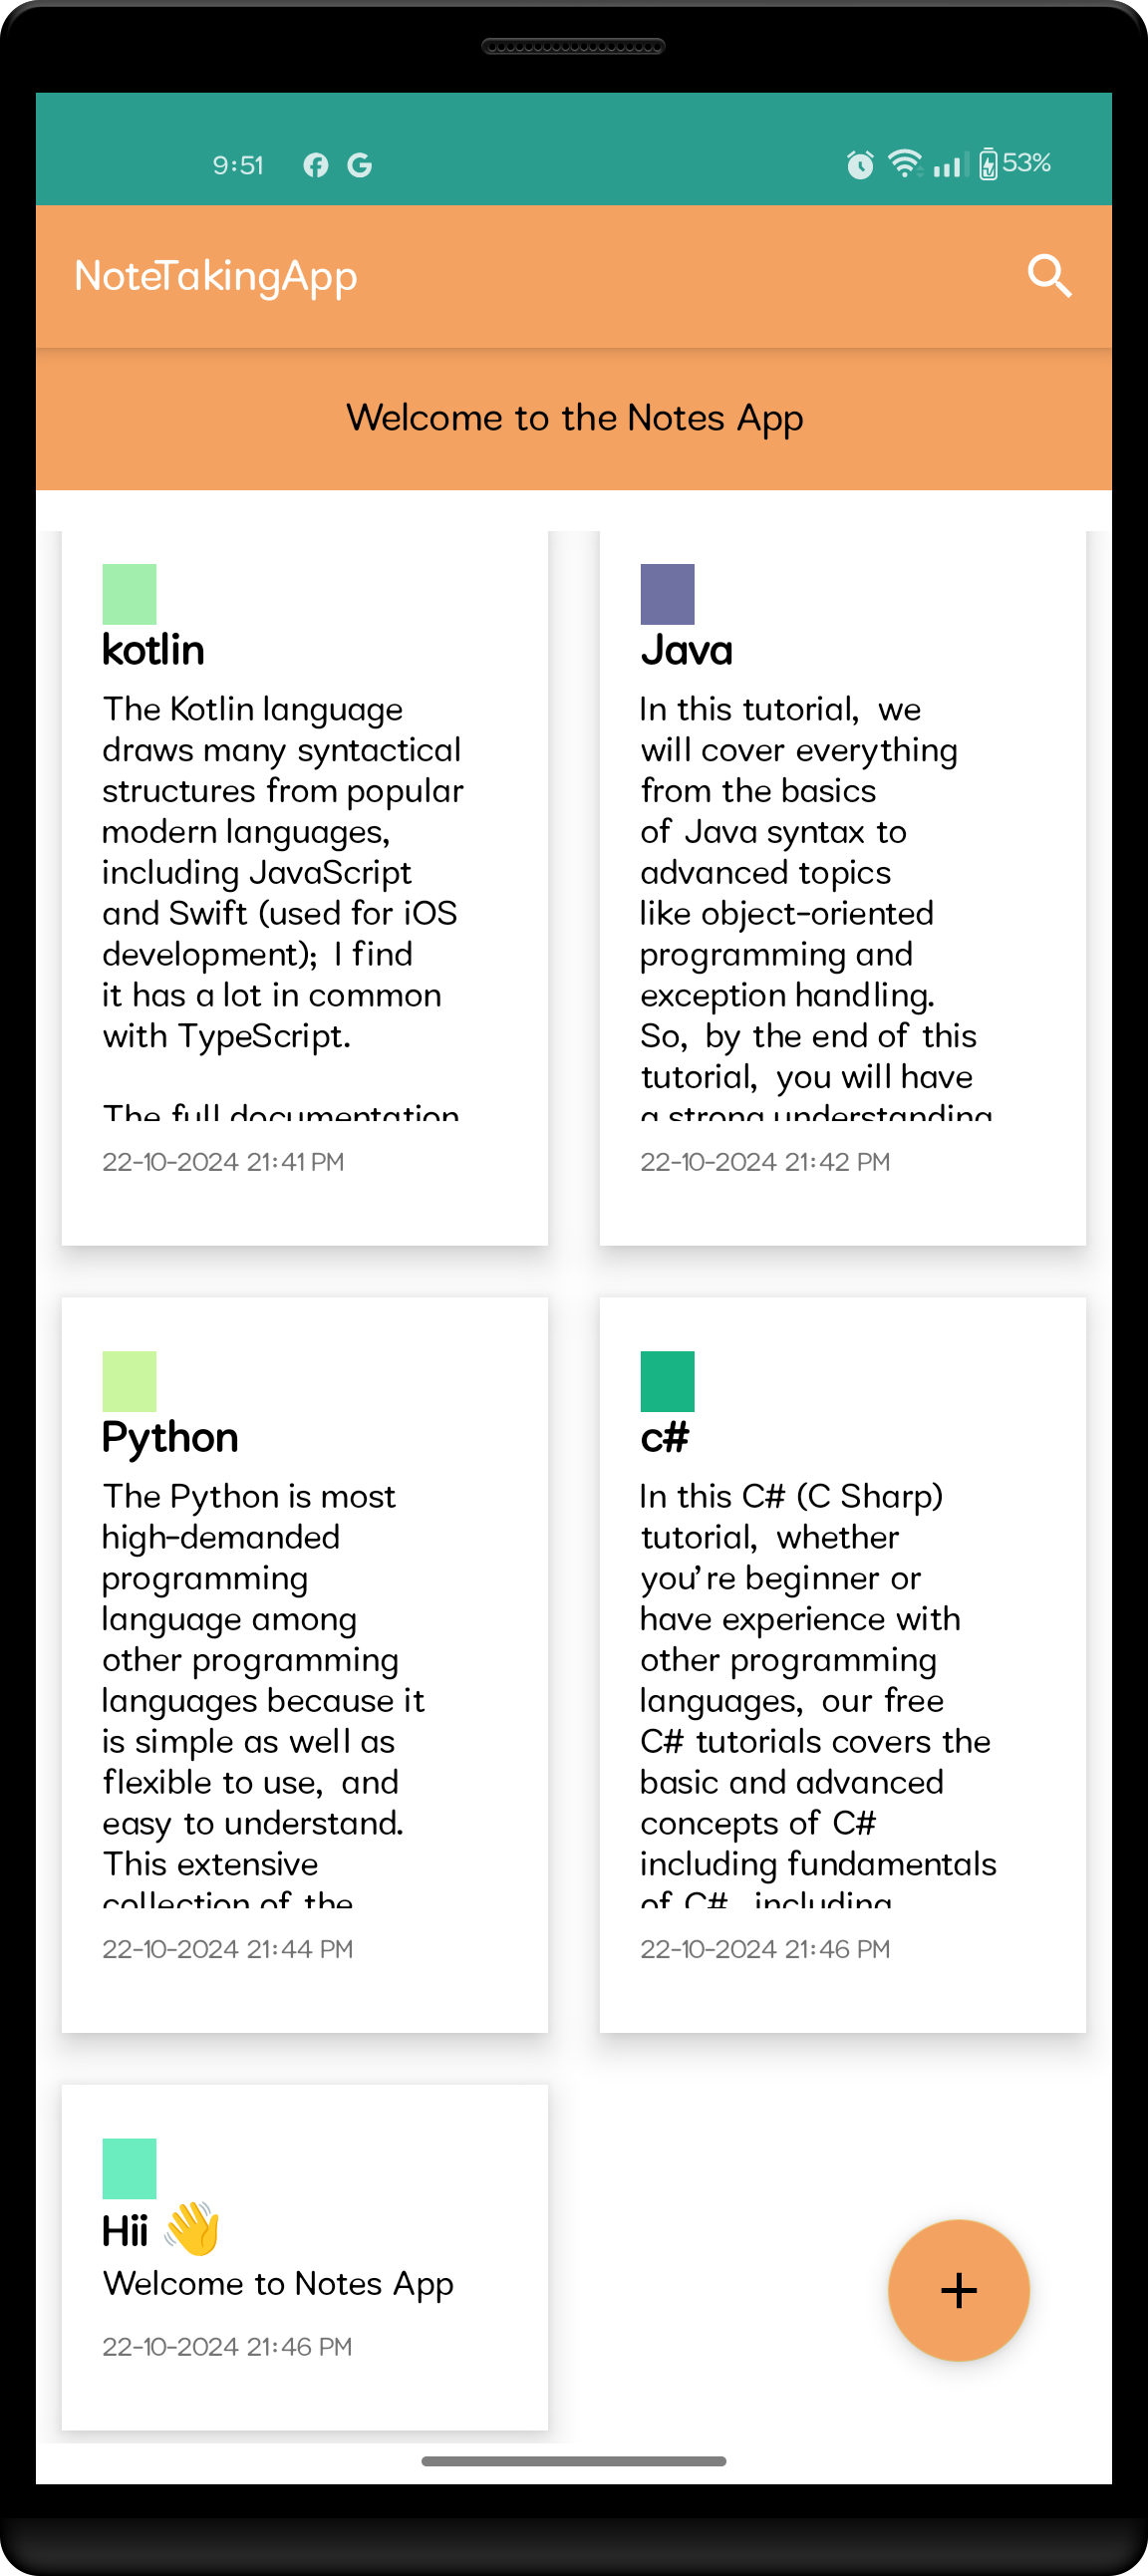 9:51
53%
NoteTakingApp
Welcome to the Notes App
kotlin
The Kotlin language
draws many syntactical
structures from popular
modern languages,
including JavaScript
and Swift (used for iOS
development); I find
it has a lot in common
with TypeScript.
The full documentation
22-10-2024 21:41 PM
Java
In this tutorial, we
will cover everything
from the basics
of Java syntax to
advanced topics
like object-oriented
programming and
exception handling.
So, by the end of this
tutorial, you will have
a strong understanding
22-10-2024 21:42 PM
Python
The Python is most
high-demanded
programming
language among
other programming
languages because it
is simple as well as
flexible to use, and
easy to understand.
This extensive
collection of the
22-10-2024 21:44 PM
c#
In this C# (C Sharp)
tutorial, whether
you're beginner or
have experience with
other programming
languages, our free
C# tutorials covers the
basic and advanced
concepts of C#
including fundamentals
of C#, including
22-10-2024 21:46 PM
Hii 👋
Welcome to Notes App
22-10-2024 21:46 PM